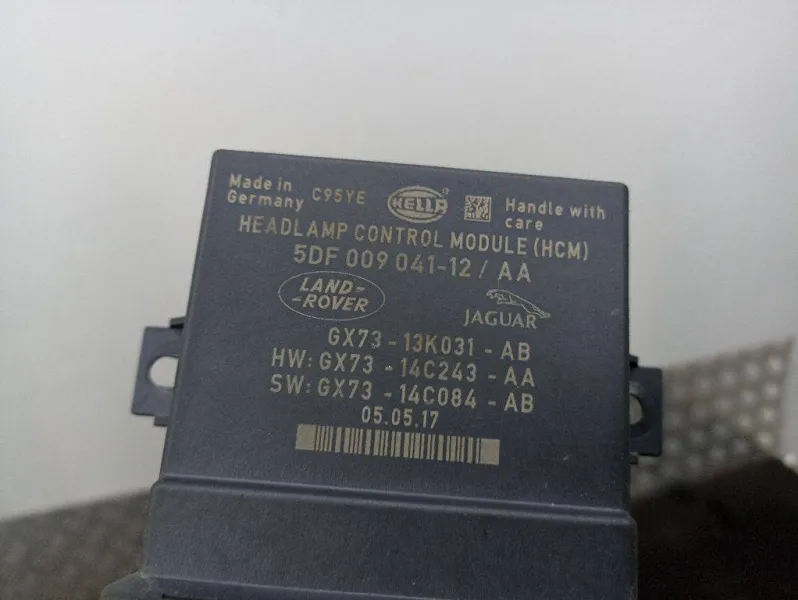 Made in Germany
C95YE
HELLA
®
Handle with care
HEADLAMP CONTROL MODULE (HCM)
5DF 009 041-12 / AA
LAND-
-ROVER
JAGUAR
GX73-13K031-AB
HW:GX73-14C243-AA
SW:GX73-14C084-AB
05.05.17